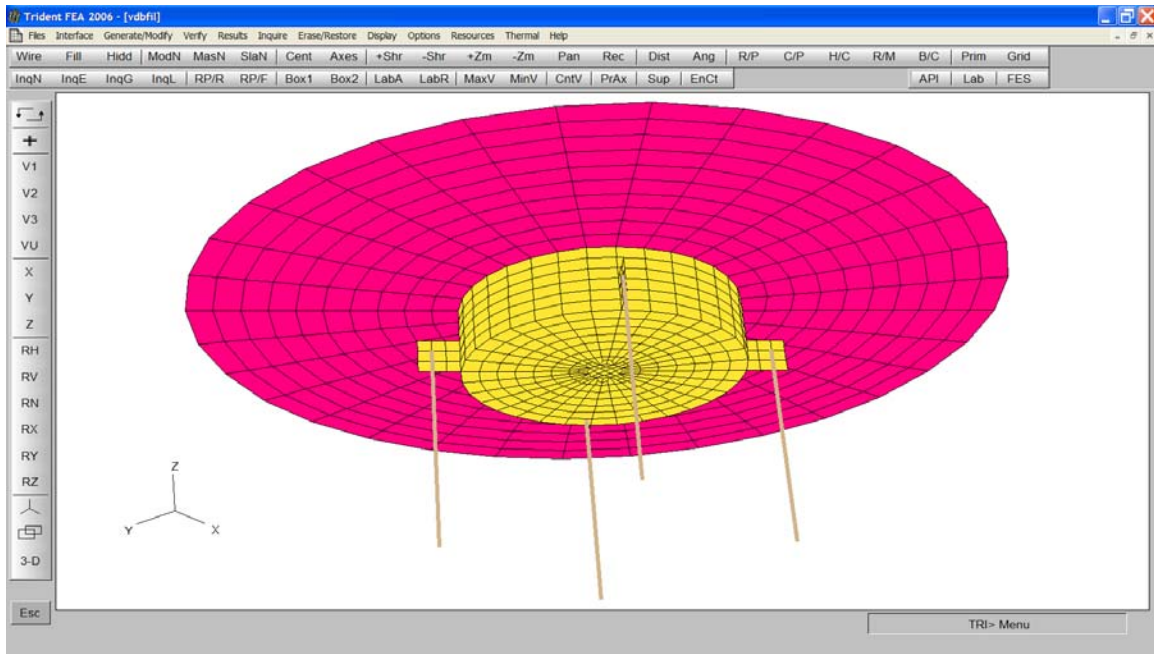 Trident FEA 2006 - [vdbfil]
Files Interface Generate/Modify Verify Results Inquire Erase/Restore Display Options Resources Thermal Help
Wire Fill Hidd ModN MasN SlaN Cent Axes +Shr -Shr +Zm -Zm Pan Rec Dist Ang R/P C/P H/C R/M B/C Prim Grid
InqN InqE InqG InqL RP/R RP/F Box1 Box2 LabA LabR MaxV MinV CntV PrAx Sup EnCt API Lab FES
V1
V2
V3
VU
X
Y
Z
RH
RV
RN
RX
RY
RZ
3-D
Esc
Z
Y X
TRI> Menu